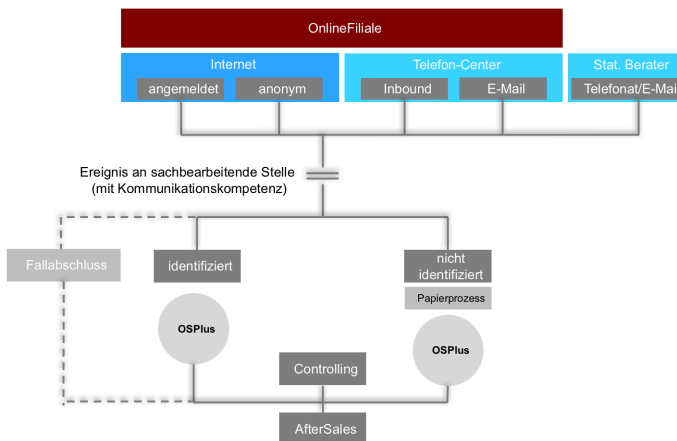 OnlineFiliale
Internet
Telefon-Center
Stat. Berater
angemeldet
anonym
Inbound
E-Mail
Telefonat/E-Mail
Ereignis an sachbearbeitende Stelle
(mit Kommunikationskompetenz)
Fallabschluss
identifiziert
nicht
identifiziert
Papierprozess
OSPlus
OSPlus
Controlling
AfterSales